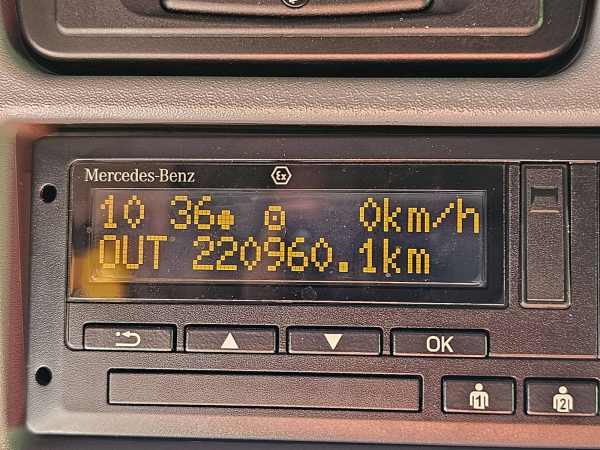 Mercedes-Benz
Ex
10 36 0km/h
OUT 220960.1km
OK
1
2